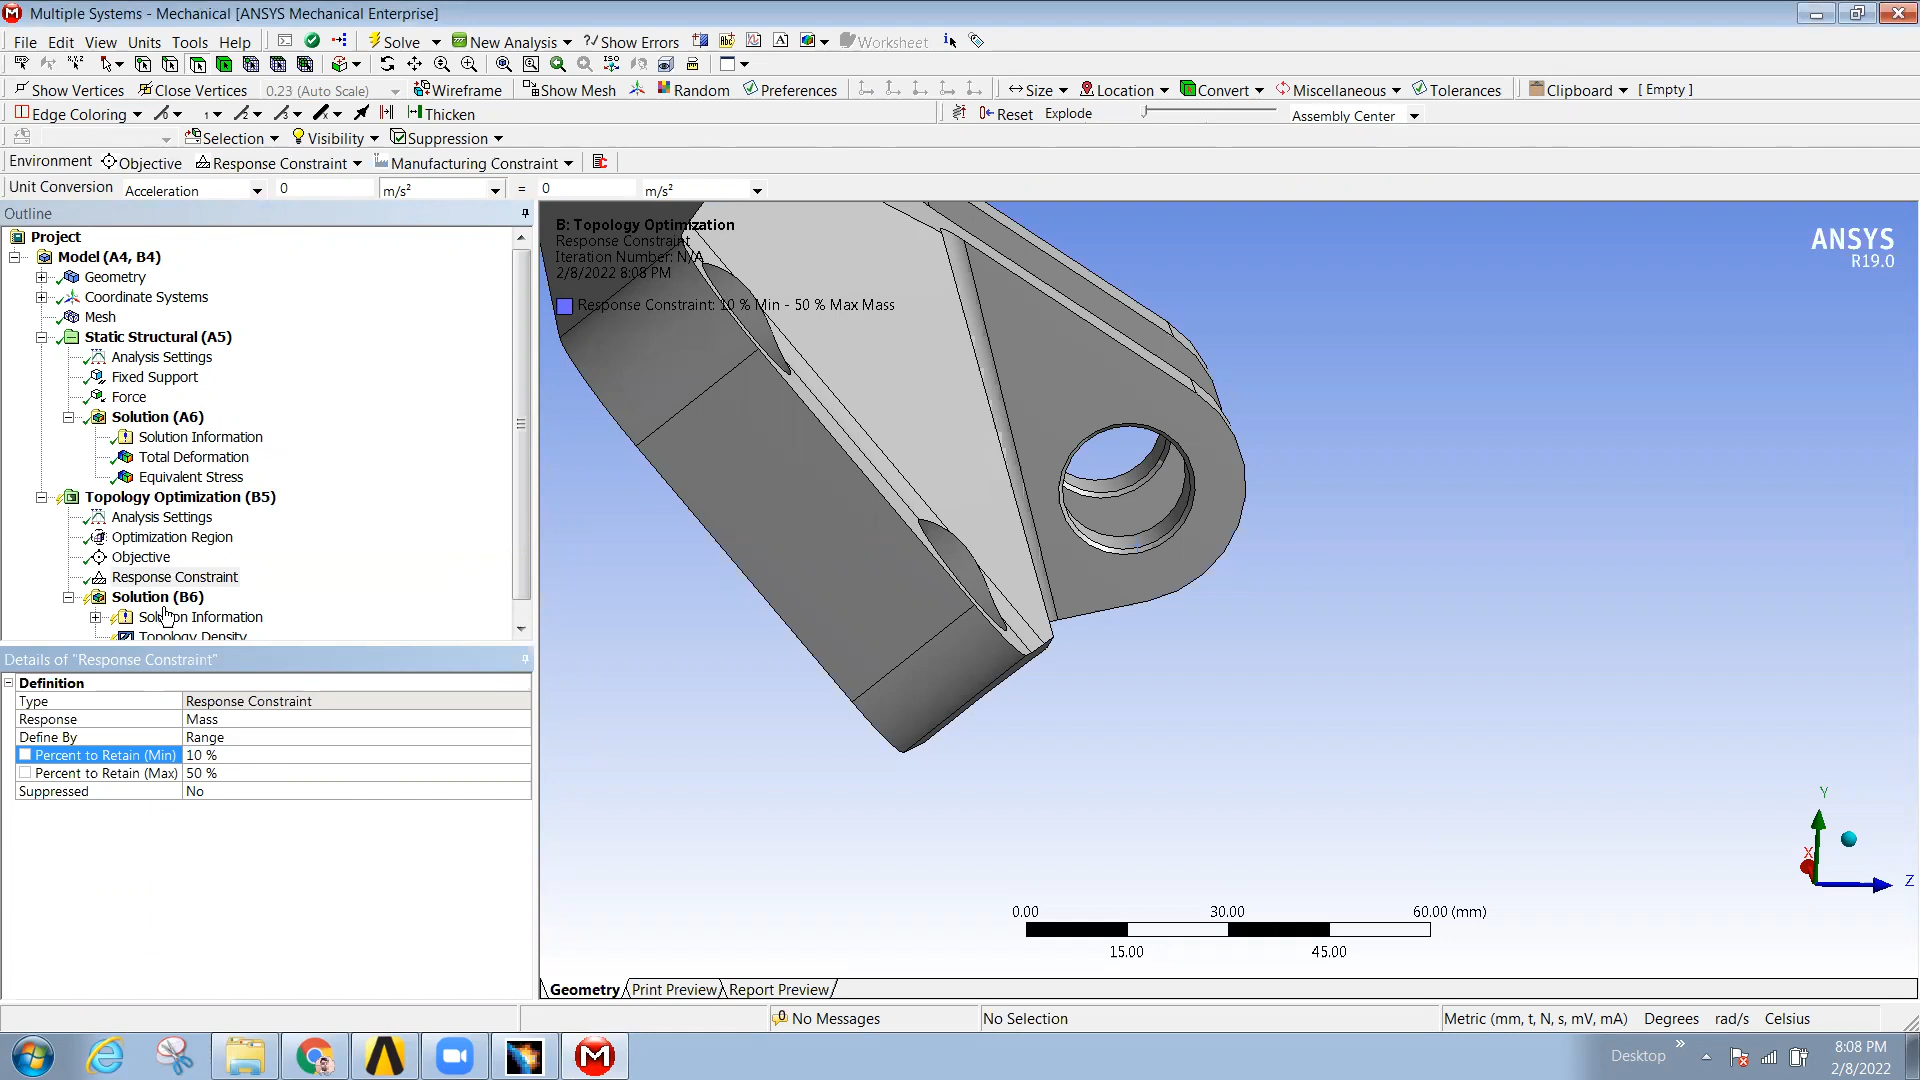 Multiple Systems - Mechanical [ANSYS Mechanical Enterprise]
File Edit View Units Tools Help Solve New Analysis Show Errors Worksheet
Show Vertices Close Vertices 0.23 (Auto Scale) Wireframe Show Mesh Random Preferences Size Location Convert Miscellaneous Tolerances Clipboard [ Empty ]
Edge Coloring Thicken Reset Explode Assembly Center
Selection Visibility Suppression
Environment Objective Response Constraint Manufacturing Constraint
Unit Conversion Acceleration 0 m/s² = 0 m/s²
Outline
Project
Model (A4, B4)
Geometry
Coordinate Systems
Mesh
Static Structural (A5)
Analysis Settings
Fixed Support
Force
Solution (A6)
Solution Information
Total Deformation
Equivalent Stress
Topology Optimization (B5)
Analysis Settings
Optimization Region
Objective
Response Constraint
Solution (B6)
Solution Information
Topology Density
Details of "Response Constraint"
Definition
Type Response Constraint
Response Mass
Define By Range
Percent to Retain (Min) 10 %
Percent to Retain (Max) 50 %
Suppressed No
B: Topology Optimization
Response Constraint
Iteration Number: N/A
2/8/2022 8:08 PM
Response Constraint: 10 % Min - 50 % Max Mass
ANSYS
R19.0
Y
X
Z
0.00 30.00 60.00 (mm)
15.00 45.00
Geometry Print Preview Report Preview
0 No Messages No Selection Metric (mm, t, N, s, mV, mA) Degrees rad/s Celsius
Desktop
8:08 PM
2/8/2022